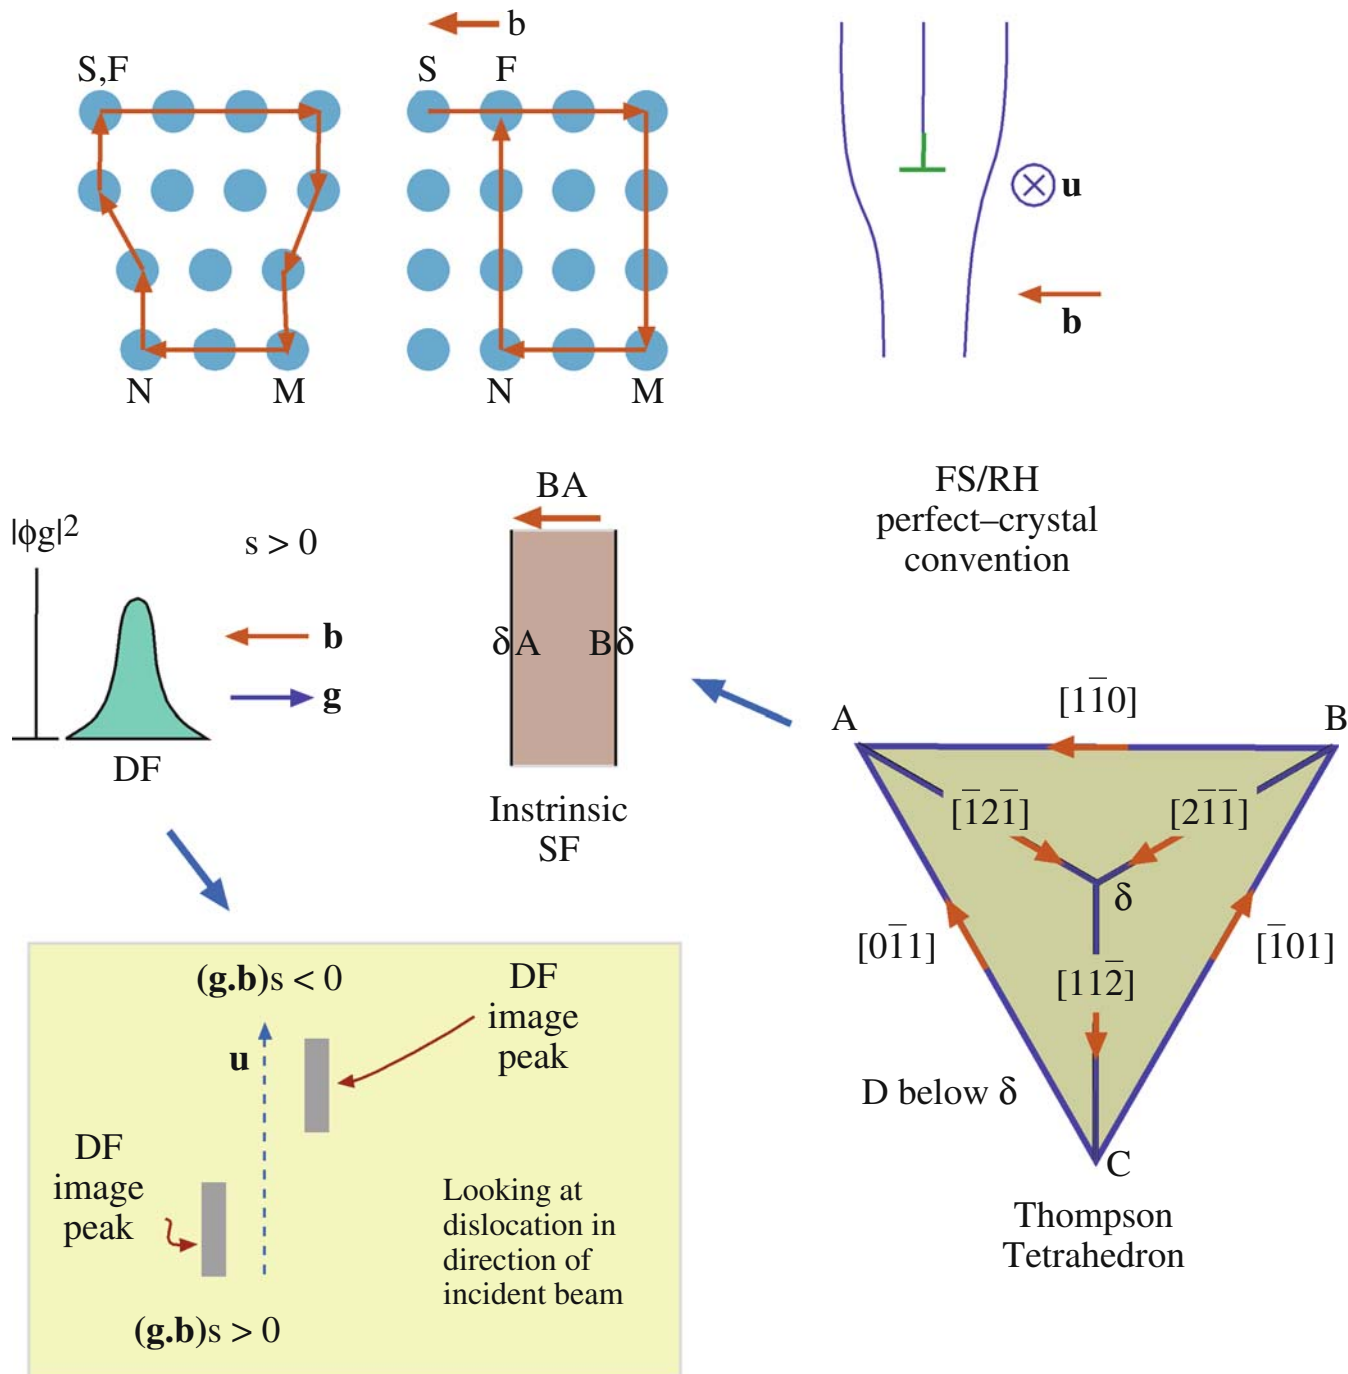 b
S,F
S F
u
b
N M
N M
FS/RH
perfect–crystal
convention
BA
|ϕg|²
s > 0
b
g
DF
δA Bδ
Instrinsic
SF
A B
[11̅0]
[1̅21̅]
[21̅1̅]
δ
[01̅1]
[1̅01]
[112̅]
D below δ
C
Thompson
Tetrahedron
(g.b)s < 0
DF
image
peak
u
DF
image
peak
Looking at
dislocation in
direction of
incident beam
(g.b)s > 0